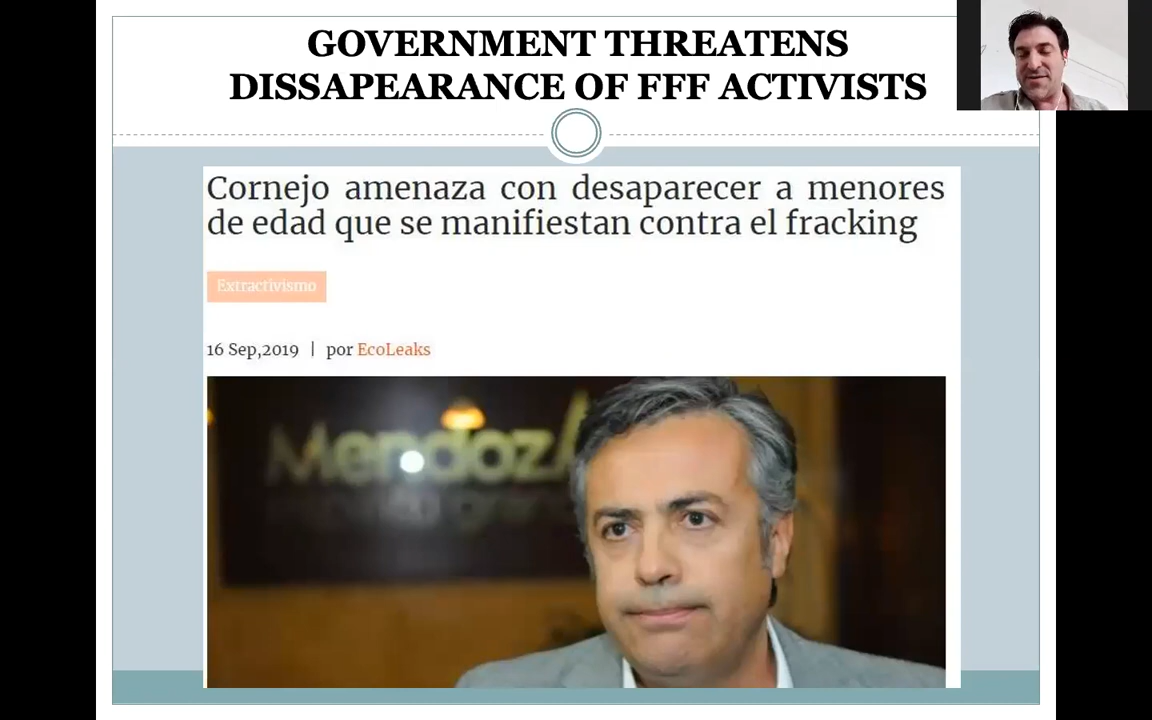 GOVERNMENT THREATENS
DISSAPEARANCE OF FFF ACTIVISTS
Cornejo amenaza con desaparecer a menores
de edad que se manifiestan contra el fracking
Extractivismo
16 Sep,2019 | por EcoLeaks
MendozA